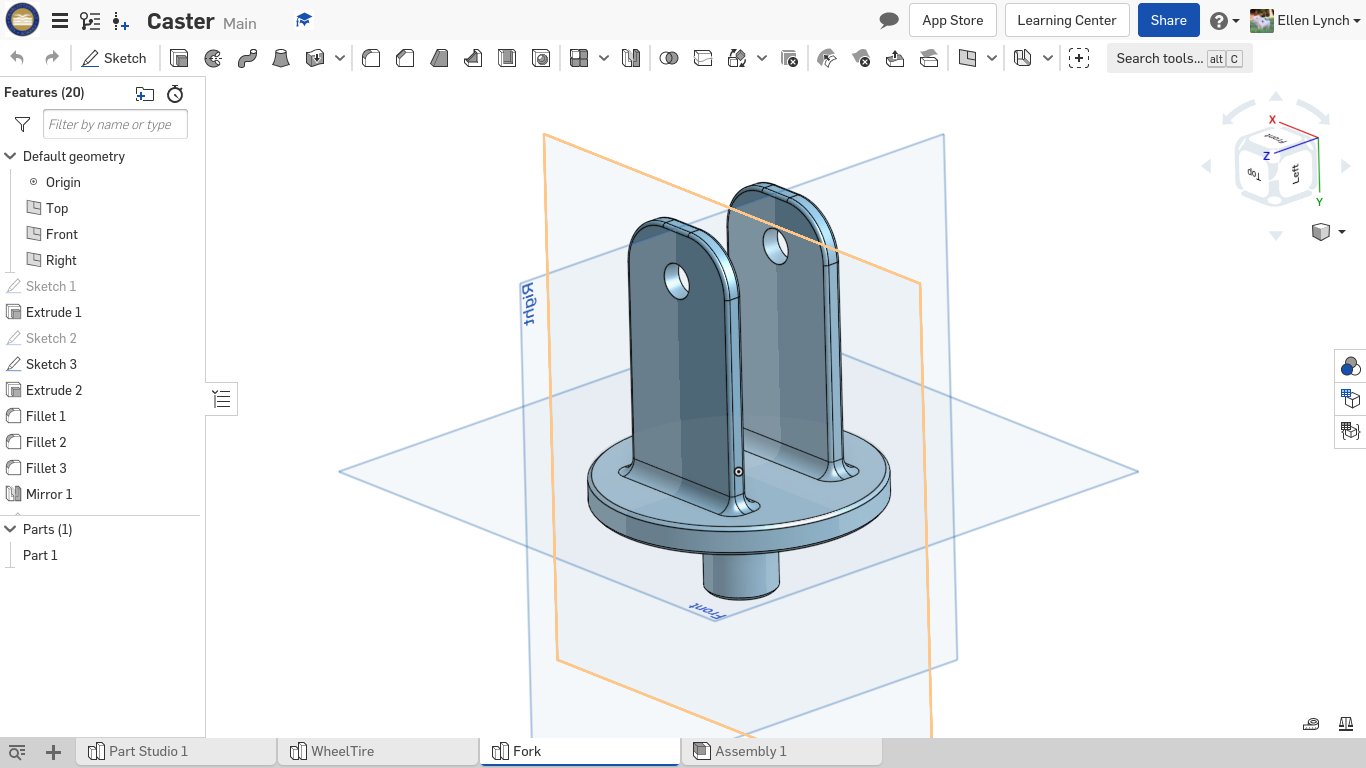 Caster Main
App Store
Learning Center
Share
Ellen Lynch
Sketch
Search tools... alt C
Features (20)
Filter by name or type
Default geometry
Origin
Top
Front
Right
Sketch 1
Extrude 1
Sketch 2
Sketch 3
Extrude 2
Fillet 1
Fillet 2
Fillet 3
Mirror 1
Parts (1)
Part 1
Right
Front
X
Front
Z
Top
Left
Y
Part Studio 1
WheelTire
Fork
Assembly 1